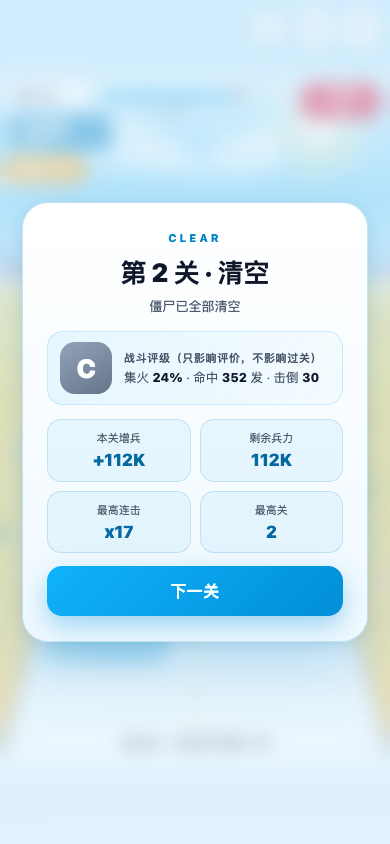 CLEAR
第 2 关 · 清空
僵尸已全部清空
C
战斗评级（只影响评价，不影响过关）
集火 24% · 命中 352 发 · 击倒 30
本关增兵
+112K
剩余兵力
112K
最高连击
x17
最高关
2
下一关